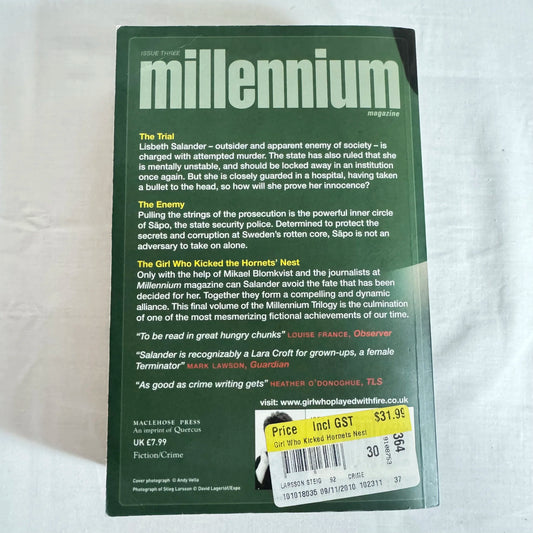 ISSUE THREE
millennium
magazine
The Trial
Lisbeth Salander – outsider and apparent enemy of society – is
charged with attempted murder. The state has also ruled that she
is mentally unstable, and should be locked away in an institution
once again. But she is closely guarded in a hospital, having taken
a bullet to the head, so how will she prove her innocence?
The Enemy
Pulling the strings of the prosecution is the powerful inner circle
of Säpo, the state security police. Determined to protect the
secrets and corruption at Sweden's rotten core, Säpo is not an
adversary to take on alone.
The Girl Who Kicked the Hornets' Nest
Only with the help of Mikael Blomkvist and the journalists at
Millennium magazine can Salander avoid the fate that has been
decided for her. Together they form a compelling and dynamic
alliance. This final volume of the Millennium Trilogy is the culmination
of one of the most mesmerizing fictional achievements of our time.
“To be read in great hungry chunks” LOUISE FRANCE, Observer
“Salander is recognizably a Lara Croft for grown-ups, a female
Terminator” MARK LAWSON, Guardian
“As good as crime writing gets” HEATHER O'DONOGHUE, TLS
visit: www.girlwhoplayedwithfire.co.uk
MACLEHOSE PRESS
An imprint of Quercus
UK £7.99
Fiction/Crime
Cover photograph © Andy Vella
Photograph of Stieg Larsson © David Lagerlöf/Expo
Price Incl GST $31.99
Girl Who Kicked Hornets Nest
30
364
9108753
LARSSON STEIG 92 CRIME
101018035 09/11/2010 102311 37